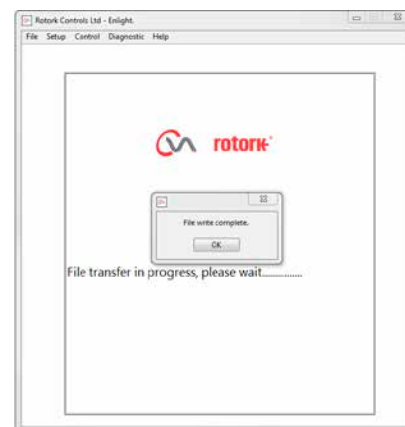 Rotork Controls Ltd - Enlight.
File Setup Control Diagnostic Help
rotork
File write complete.
OK
File transfer in progress, please wait..............